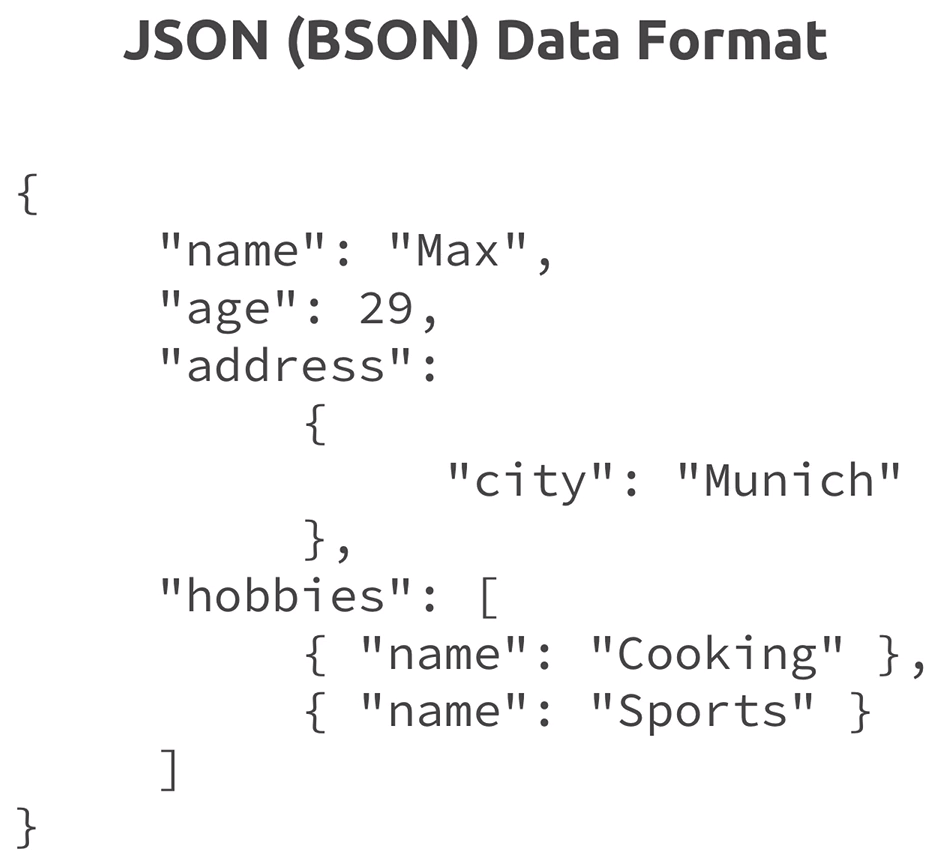 JSON (BSON) Data Format
{
"name": "Max",
"age": 29,
"address":
{
"city": "Munich"
},
"hobbies": [
{ "name": "Cooking" },
{ "name": "Sports" }
]
}